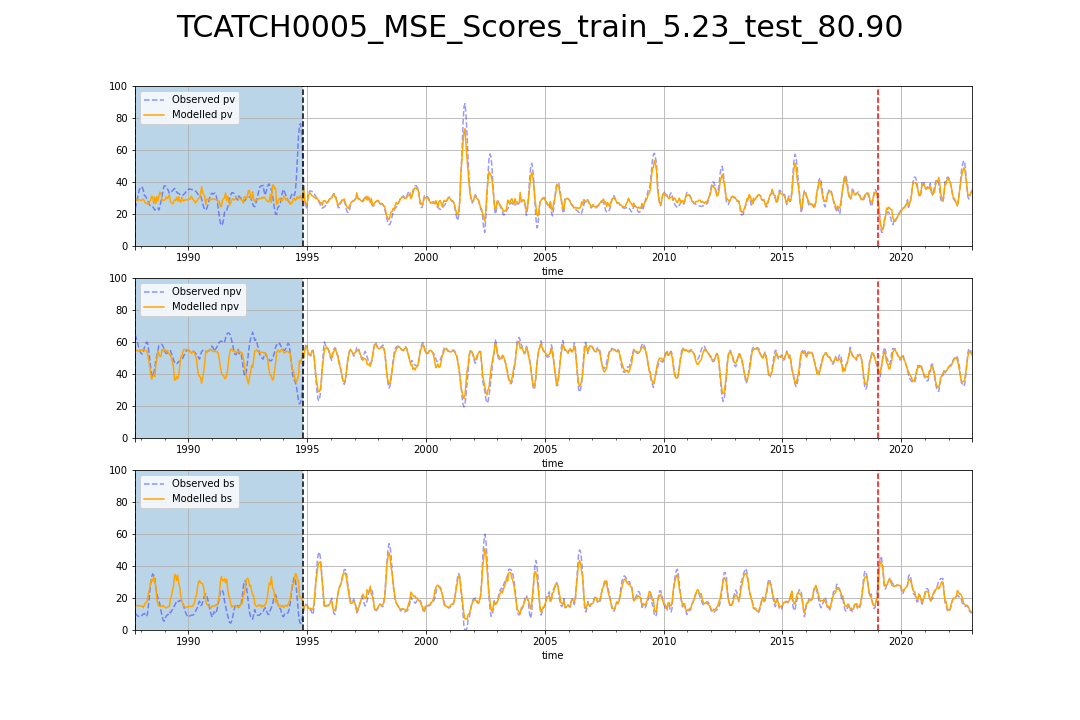 TCATCH0005_MSE_Scores_train_5.23_test_80.90
100
80
60
40
20
0
Observed pv
Modelled pv
1990 1995 2000 2005 2010 2015 2020
time
100
80
60
40
20
0
Observed npv
Modelled npv
1990 1995 2000 2005 2010 2015 2020
time
100
80
60
40
20
0
Observed bs
Modelled bs
1990 1995 2000 2005 2010 2015 2020
time